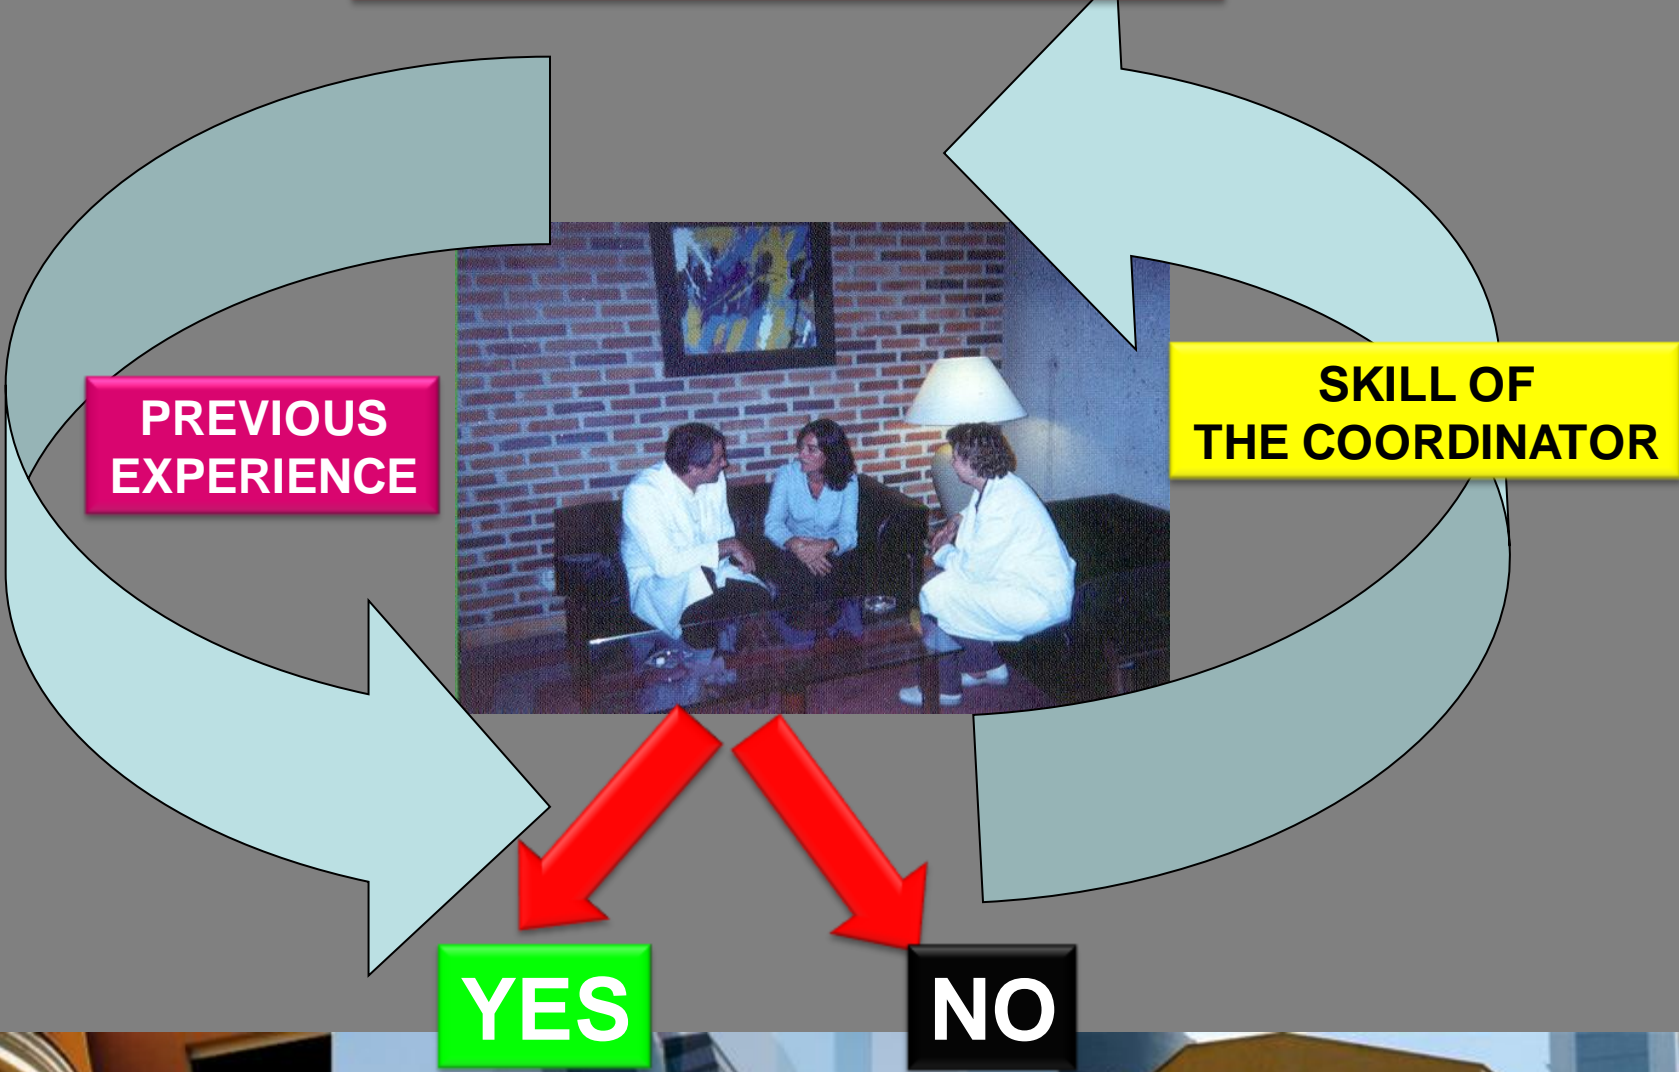 PREVIOUS
EXPERIENCE
SKILL OF
THE COORDINATOR
YES
NO